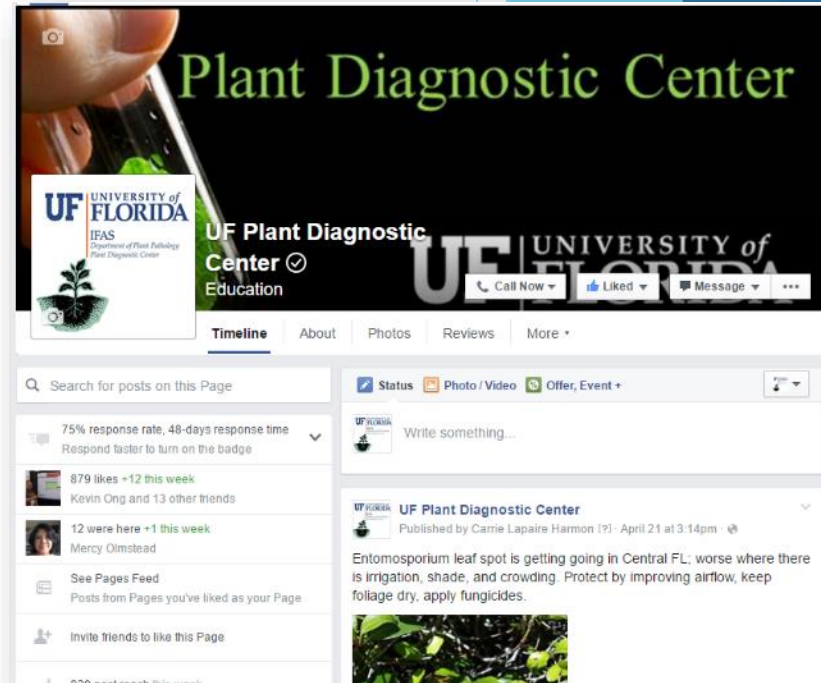 Plant Diagnostic Center
UF UNIVERSITY of
FLORIDA
IFAS
Department of Plant Pathology
Plant Diagnostic Center
UF Plant Diagnostic
Center
Education
UF UNIVERSITY of
FLORIDA
Call Now
Liked
Message
Timeline About Photos Reviews More
Search for posts on this Page
75% response rate, 48-days response time
Respond faster to turn on the badge
879 likes +12 this week
Kevin Ong and 13 other friends
12 were here +1 this week
Mercy Olmstead
See Pages Feed
Posts from Pages you've liked as your Page
Invite friends to like this Page
Status Photo / Video Offer, Event +
Write something...
UF Plant Diagnostic Center
Published by Carrie Lapaire Harmon [?] · April 21 at 3:14pm ·
Entomosporium leaf spot is getting going in Central FL; worse where there
is irrigation, shade, and crowding. Protect by improving airflow, keep
foliage dry, apply fungicides.